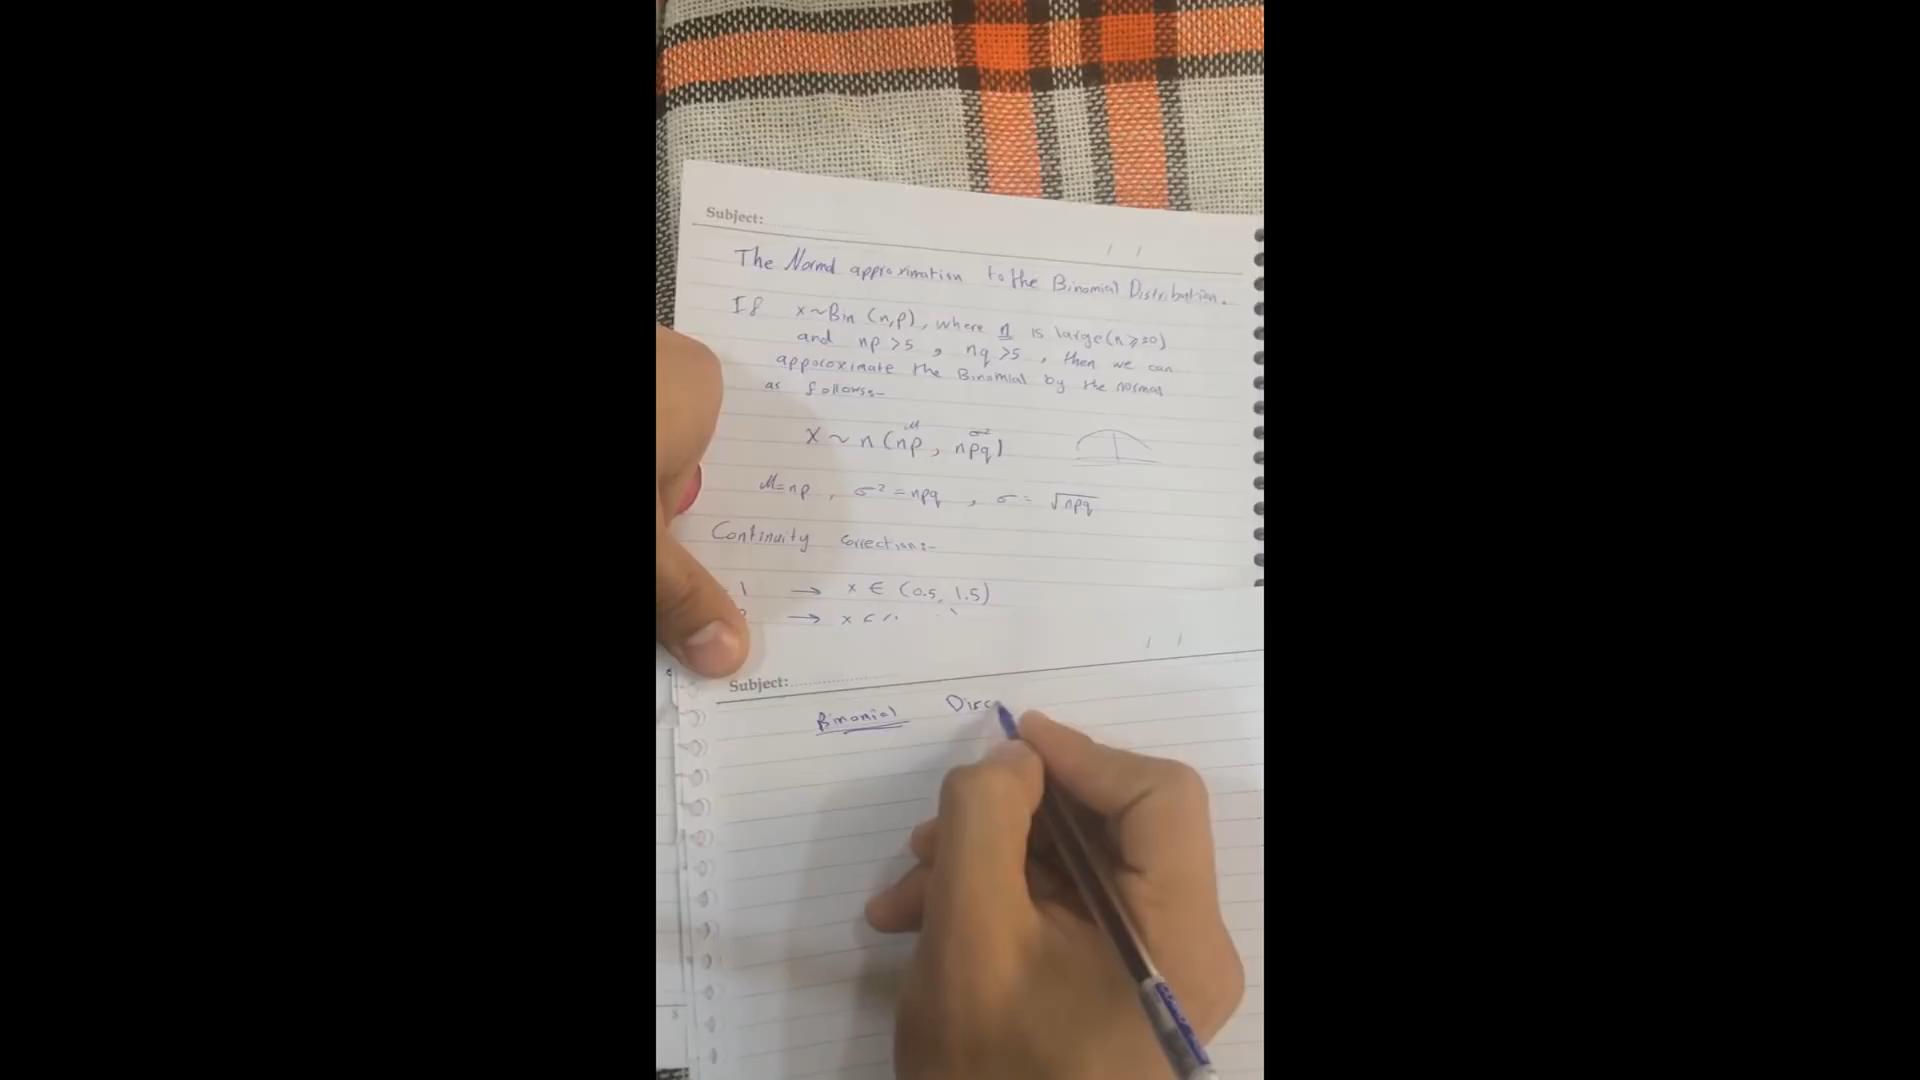 Subject:
The Normal approximation to the Binomial Distribution.
If x~Bin (n,p), where n is large (n ≥ 30)
and np >5 , nq >5 , then we can
approximate the Binomial by the normal
as follows:-
μ σ²
X ~ n (np, npq)
μ=np , σ² = npq , σ = √npq
Continuity correction:-
1 → x ∈ (0.5, 1.5)
→ x ∈
Subject:
Binomial Disc